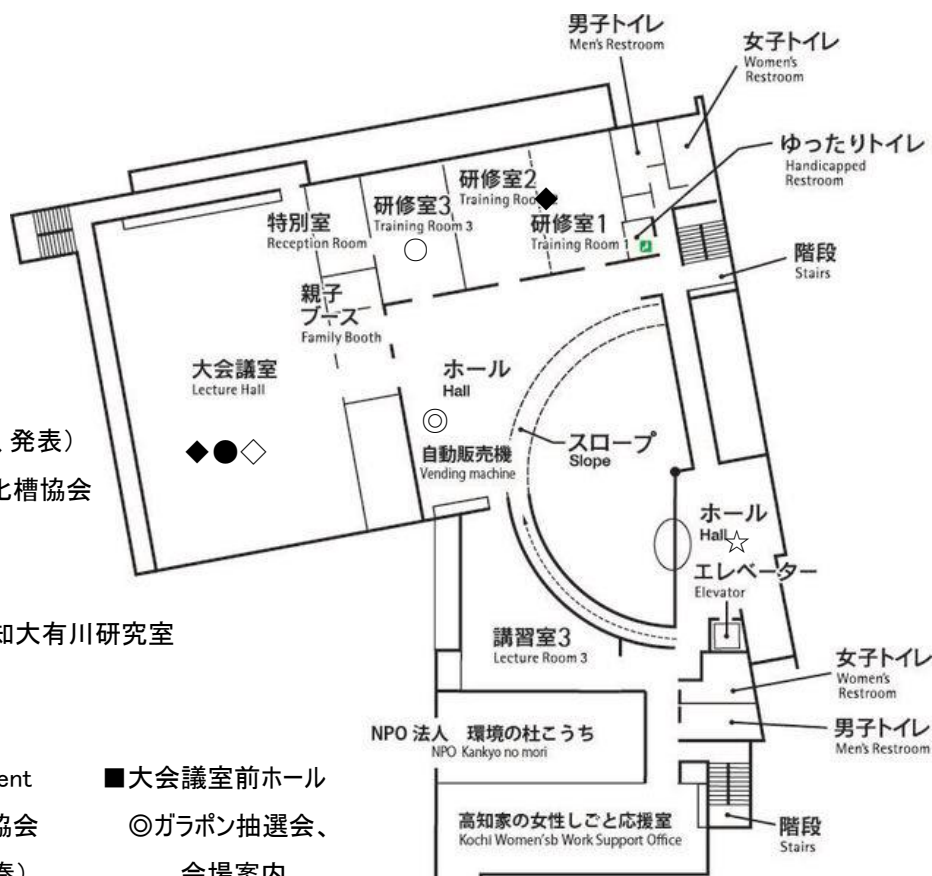 男子トイレ
Men's Restroom
女子トイレ
Women's
Restroom
ゆったりトイレ
Handicapped
Restroom
研修室2
Training Roo
◆
研修室3
Training Room 3
○
研修室1
Training Room 1
特別室
Reception Room
階段
Stairs
親子
ブース
Family Booth
大会議室
Lecture Hall
◆●◇
ホール
Hall
◎
自動販売機
Vending machine
スロープ
Slope
発表）
槽協会
ホール
Hall
☆
エレベーター
Elevator
知大有川研究室
講習室3
Lecture Room 3
女子トイレ
Women's
Restroom
男子トイレ
Men's Restroom
NPO 法人　環境の杜こうち
NPO Kankyo no mori
ent
■大会議室前ホール
協会
◎ガラポン抽選会、
会場案内
高知家の女性しごと応援室
Kochi Women'sb Work Support Office
階段
Stairs